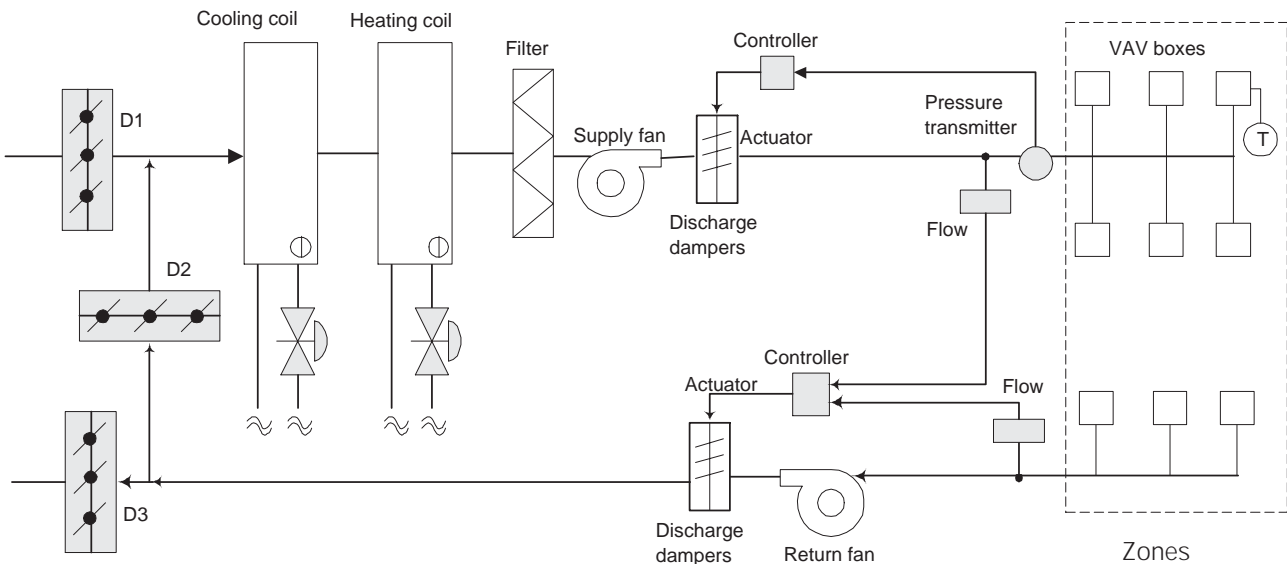 Cooling coil
Heating coil
Filter
Controller
VAV boxes
D1
Supply fan
Actuator
Pressure
transmitter
T
Discharge
dampers
Flow
D2
Controller
Actuator
Flow
D3
Discharge
dampers
Return fan
Zones